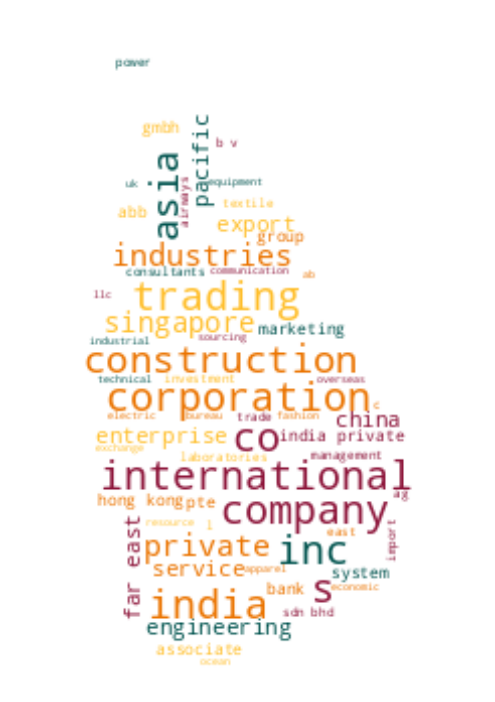 power
gmbh
pacific
b v
asia
uk
airways
equipment
abb
textile
export
group
industries
consultants
communication
ab
llc
trading
singapore
marketing
sourcing
industrial
construction
technical
investment
overseas
corporation
c
electric
bureau
trade
fashion
china
enterprise
co
india private
exchange
laboratories
management
international
ag
hong kong
pte
company
resource
l
east
import
far east
private
inc
service
apparel
system
bank
s
economic
india
sdn bhd
engineering
associate
ocean